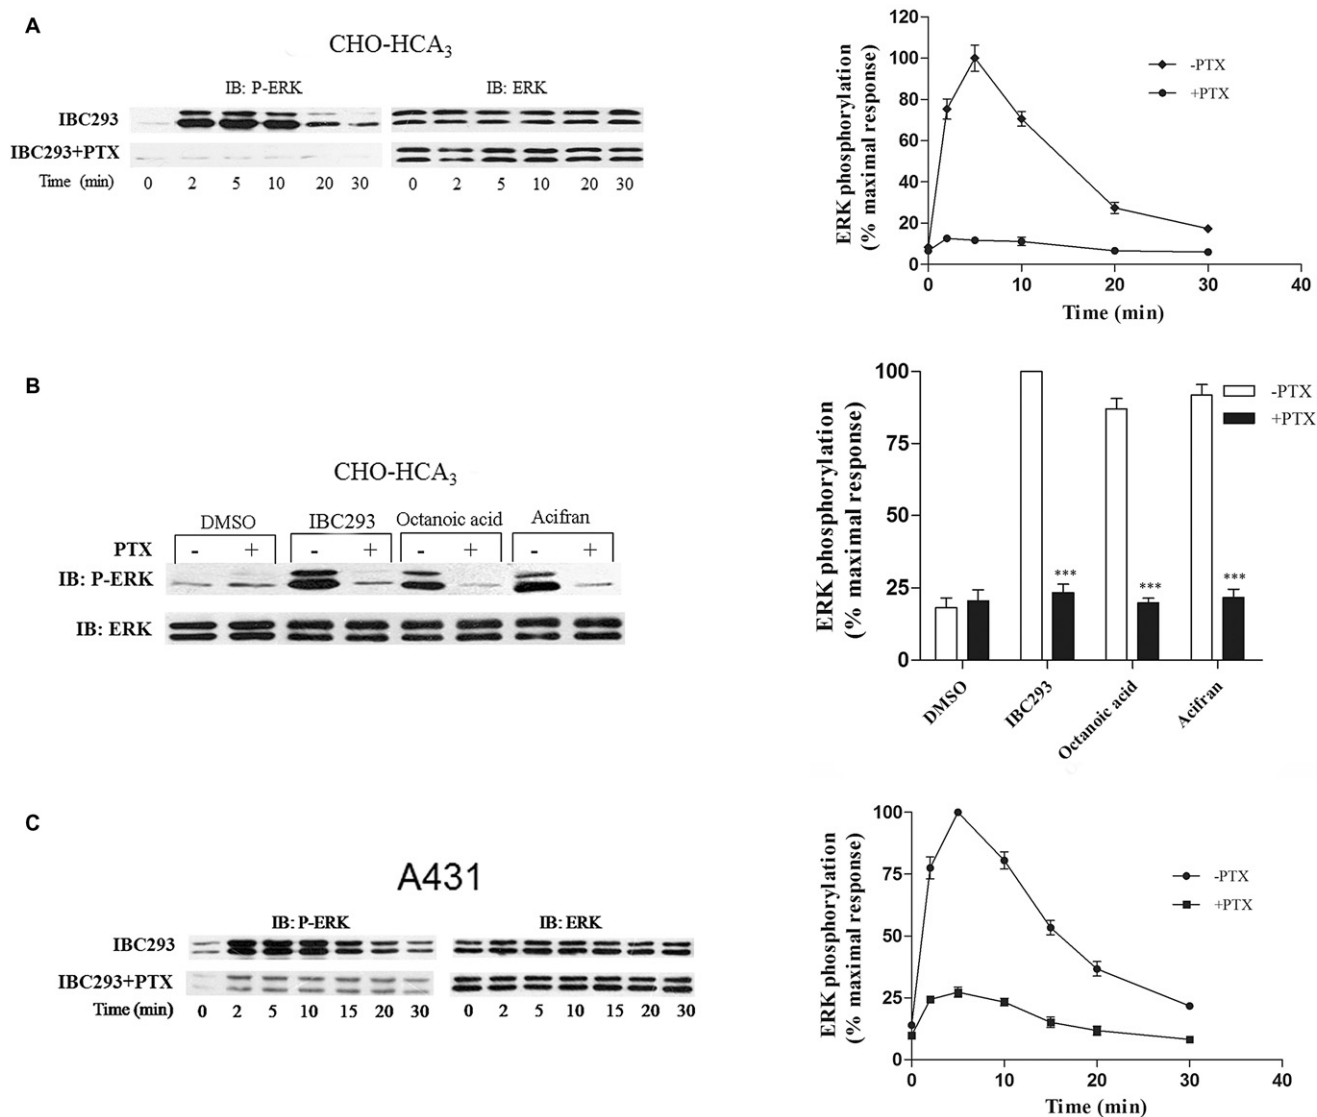 A
CHO-HCA3
IB: P-ERK IB: ERK
IBC293
IBC293+PTX
Time (min) 0 2 5 10 20 30 0 2 5 10 20 30
ERK phosphorylation
(% maximal response)
120
100
80
60
40
20
0
-PTX
+PTX
0 10 20 30 40
Time (min)
B
CHO-HCA3
DMSO IBC293 Octanoic acid Acifran
PTX - + - + - + - +
IB: P-ERK
IB: ERK
ERK phosphorylation
(% maximal response)
100
75
50
25
0
-PTX
+PTX
*** *** ***
DMSO IBC293 Octanoic acid Acifran
C
A431
IB: P-ERK IB: ERK
IBC293
IBC293+PTX
Time (min) 0 2 5 10 15 20 30 0 2 5 10 15 20 30
ERK phosphorylation
(% maximal response)
100
75
50
25
0
-PTX
+PTX
0 10 20 30 40
Time (min)